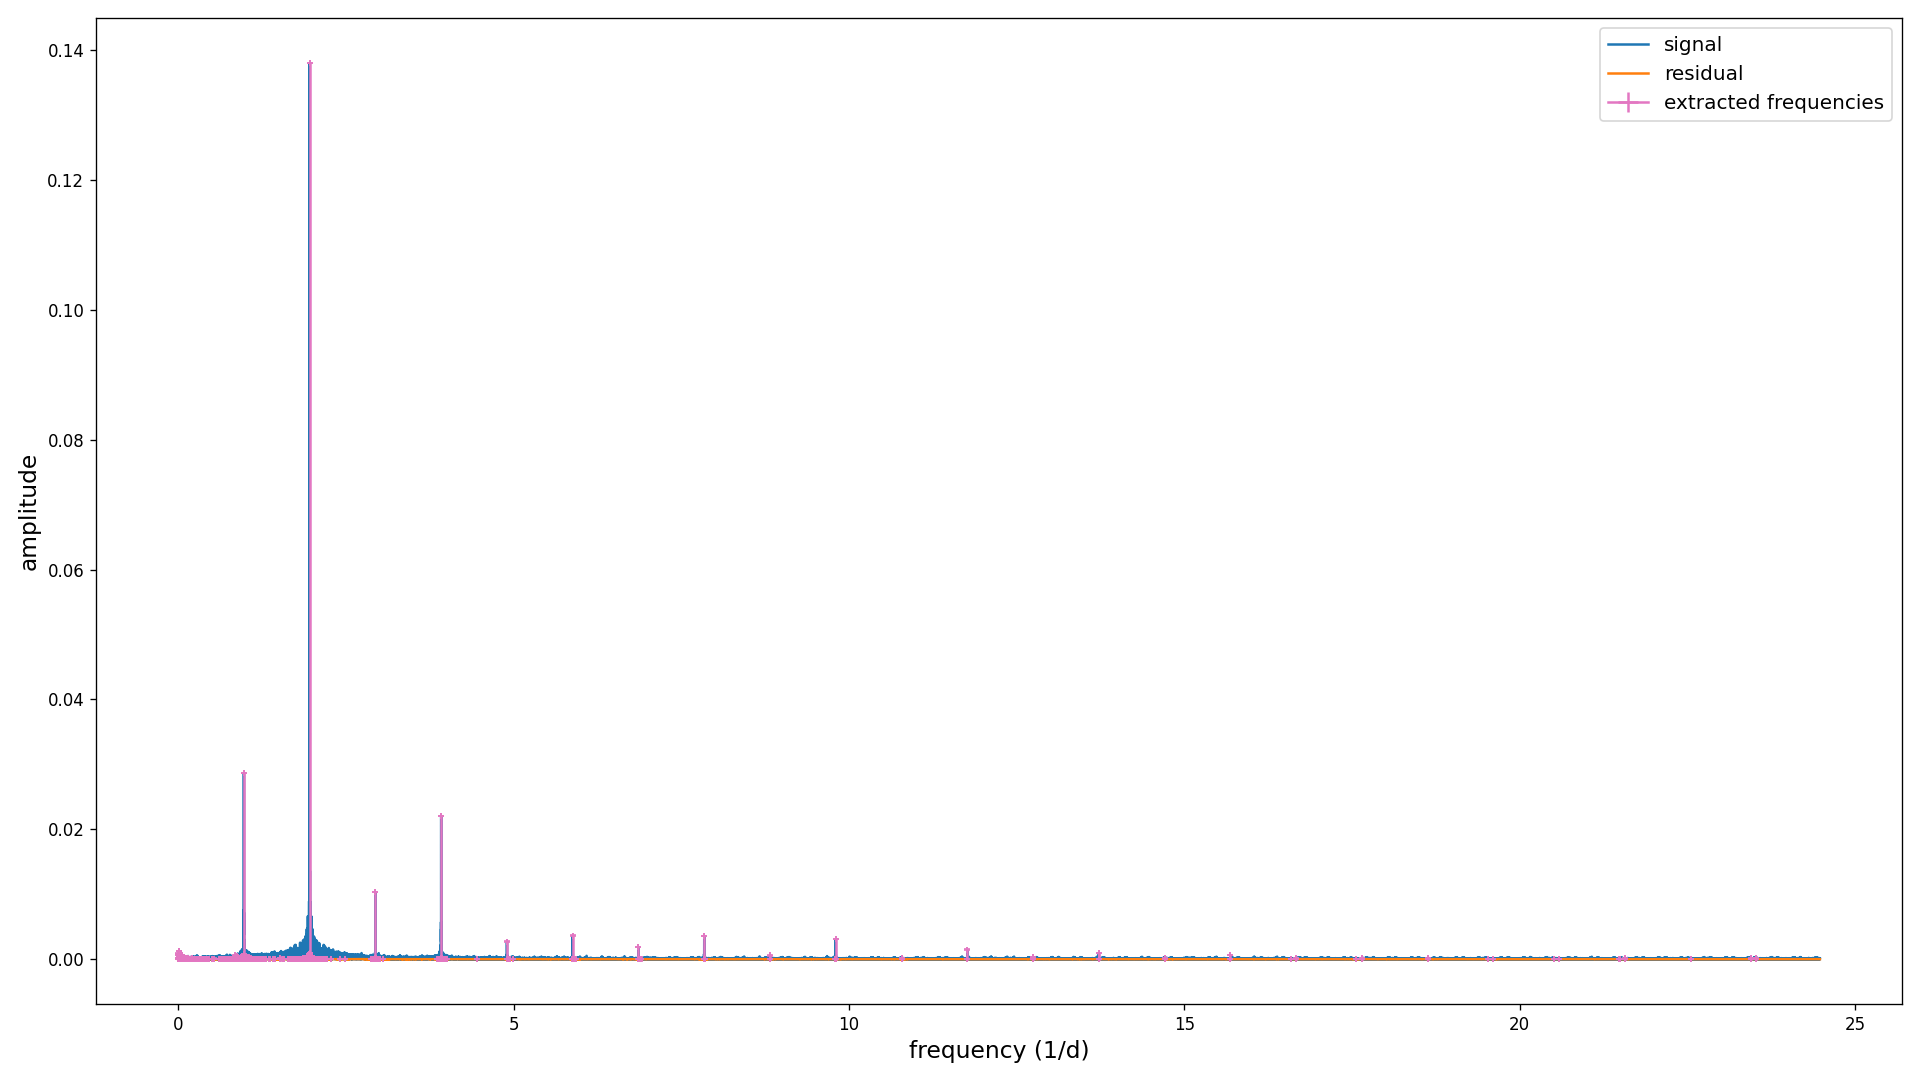 signal
residual
extracted frequencies
0.14
0.12
0.10
0.08
0.06
0.04
0.02
0.00
amplitude
0 5 10 15 20 25
frequency (1/d)